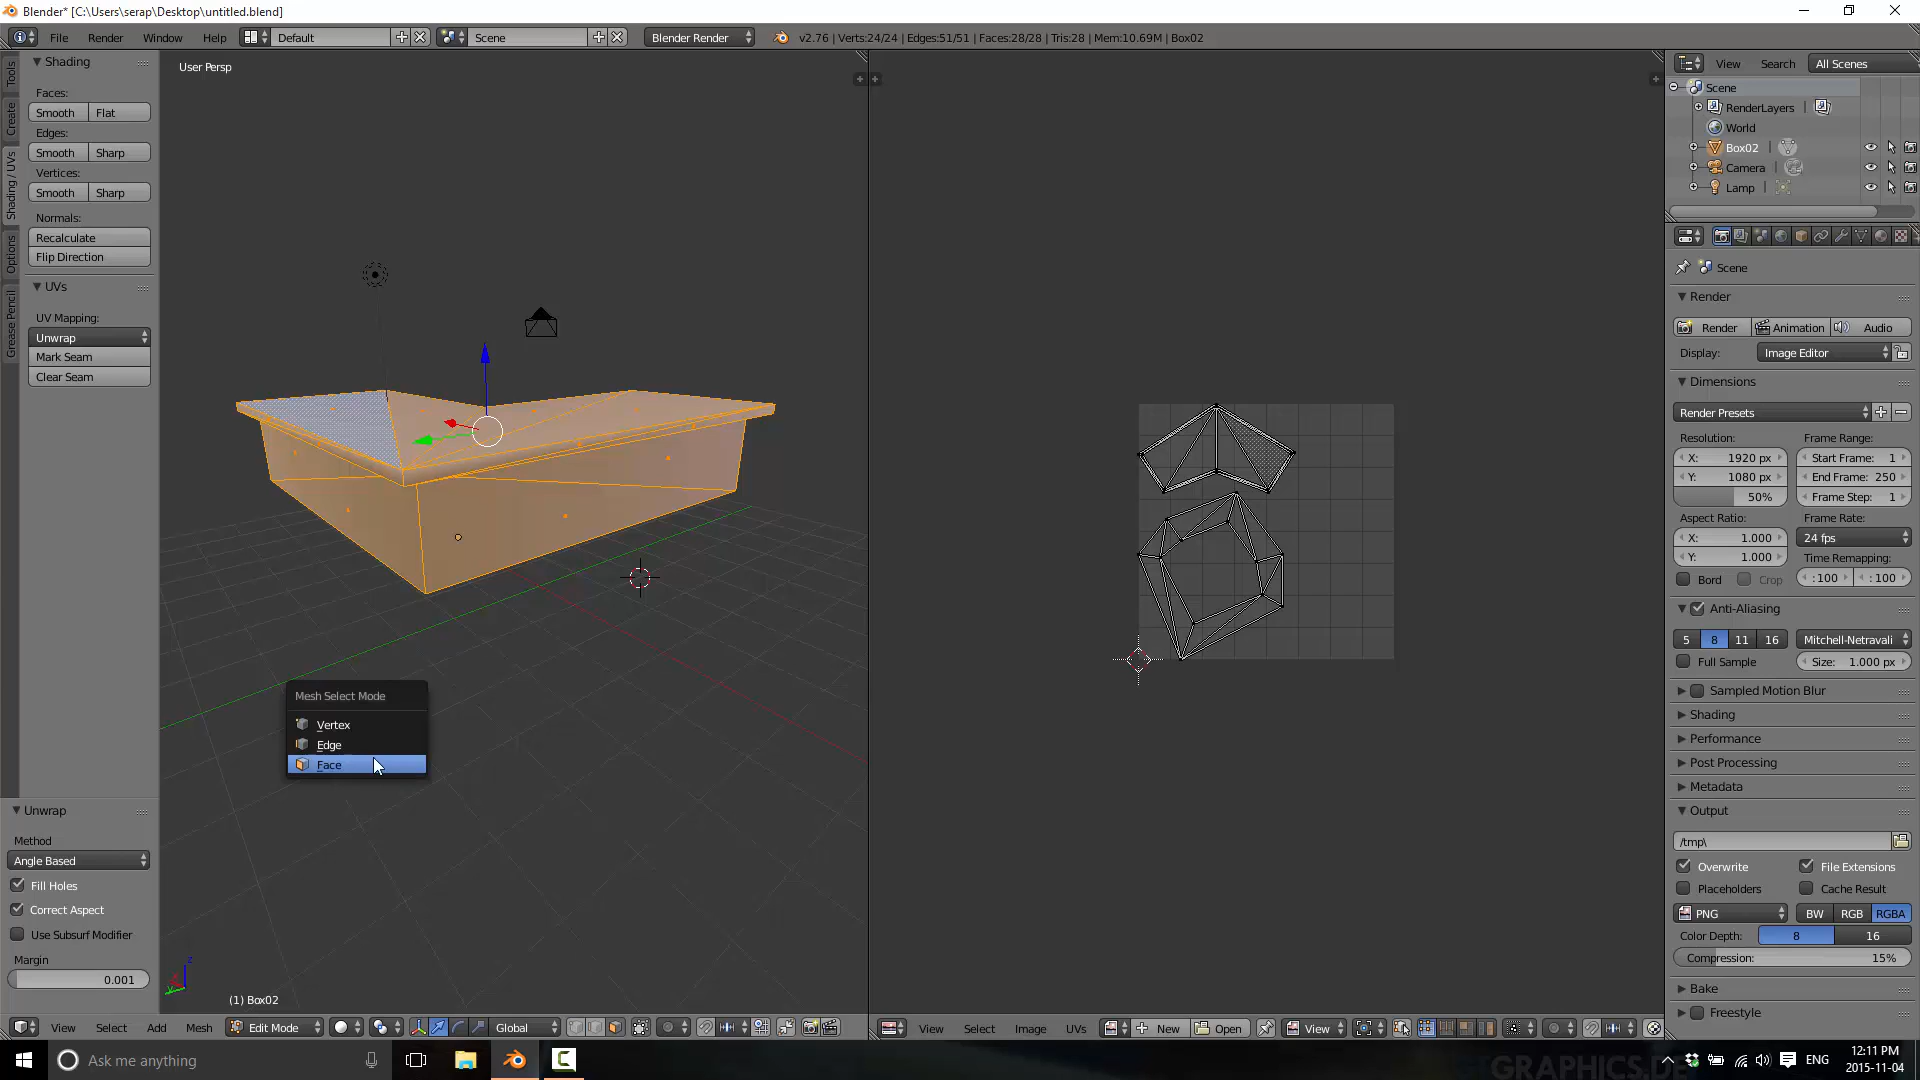 Blender* [C:\Users\serap\Desktop\untitled.blend]
File Render Window Help Default Scene Blender Render v2.76 | Verts:24/24 | Edges:51/51 | Faces:28/28 | Tris:28 | Mem:10.69M | Box02
Tools
Create
Shading / UVs
Options
Grease Pencil
Shading
Faces:
Smooth Flat
Edges:
Smooth Sharp
Vertices:
Smooth Sharp
Normals:
Recalculate
Flip Direction
UVs
UV Mapping:
Unwrap
Mark Seam
Clear Seam
Unwrap
Method
Angle Based
Fill Holes
Correct Aspect
Use Subsurf Modifier
Margin
0.001
User Persp
Mesh Select Mode
Vertex
Edge
Face
z
(1) Box02
View Select Add Mesh Edit Mode Global
View Select Image UVs New Open View
View Search All Scenes
Scene
RenderLayers
World
Box02
Camera
Lamp
Scene
Render
Render Animation Audio
Display: Image Editor
Dimensions
Render Presets
Resolution: Frame Range:
X: 1920 px Start Frame: 1
Y: 1080 px End Frame: 250
50% Frame Step: 1
Aspect Ratio: Frame Rate:
X: 1.000 24 fps
Y: 1.000 Time Remapping:
Bord Crop :100 :100
Anti-Aliasing
5 8 11 16 Mitchell-Netravali
Full Sample Size: 1.000 px
Sampled Motion Blur
Shading
Performance
Post Processing
Metadata
Output
/tmp\
Overwrite File Extensions
Placeholders Cache Result
PNG BW RGB RGBA
Color Depth: 8 16
Compression: 15%
Bake
Freestyle
Ask me anything
ENG
12:11 PM
2015-11-04